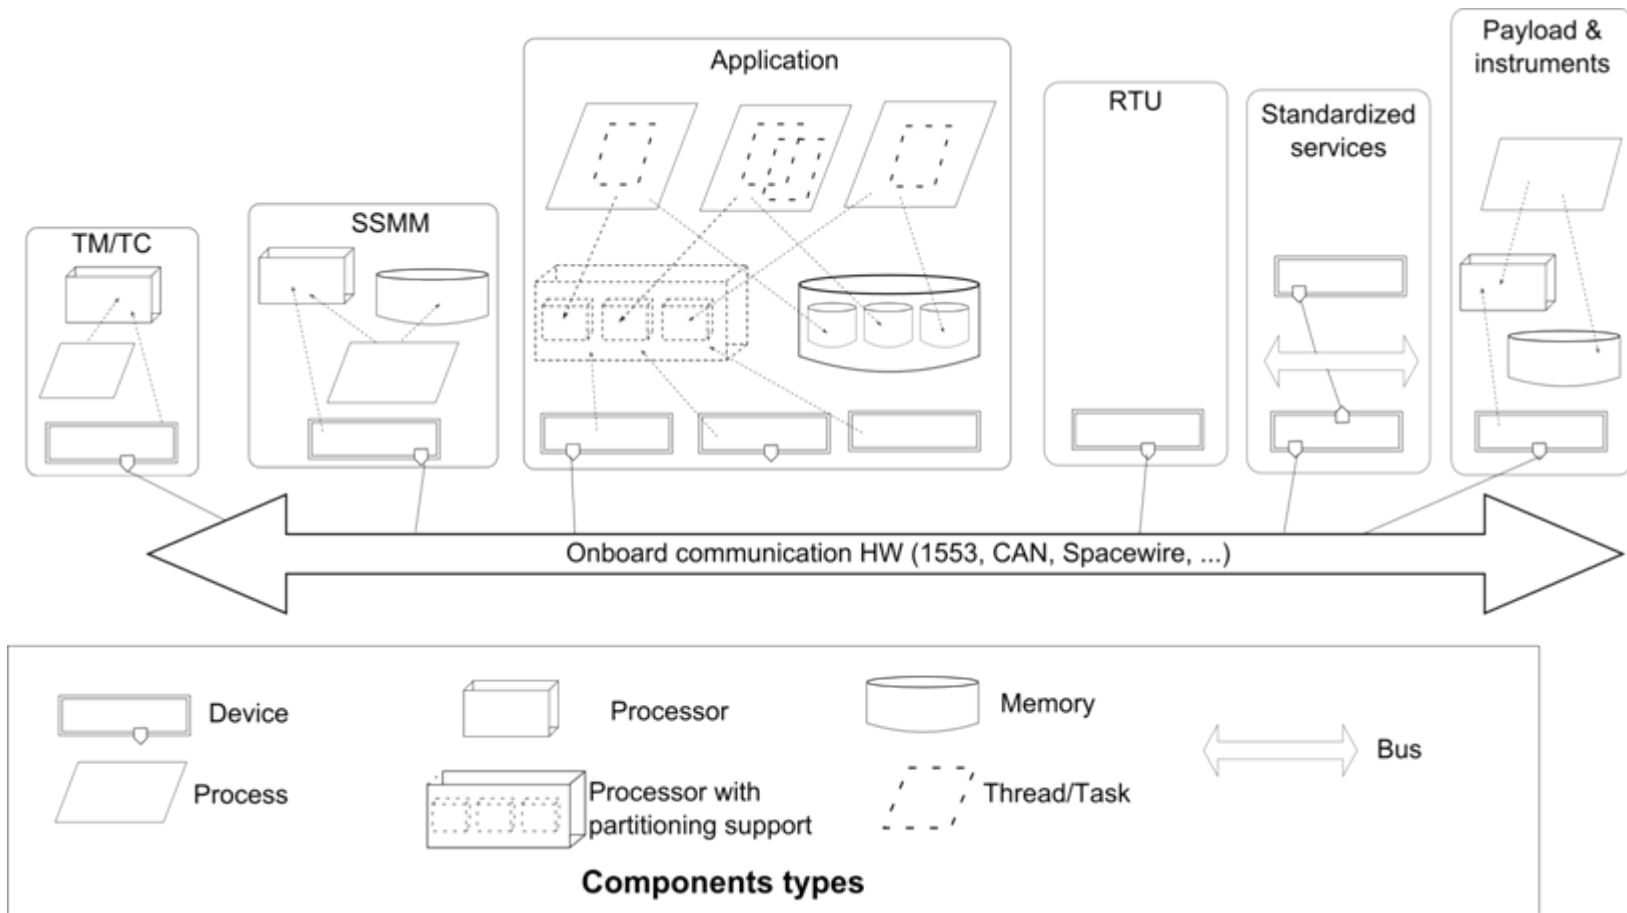 TM/TC
SSMM
Application
RTU
Standardized
services
Payload &
instruments
Onboard communication HW (1553, CAN, Spacewire, ...)
Device
Processor
Memory
Bus
Process
Processor with
partitioning support
Thread/Task
Components types